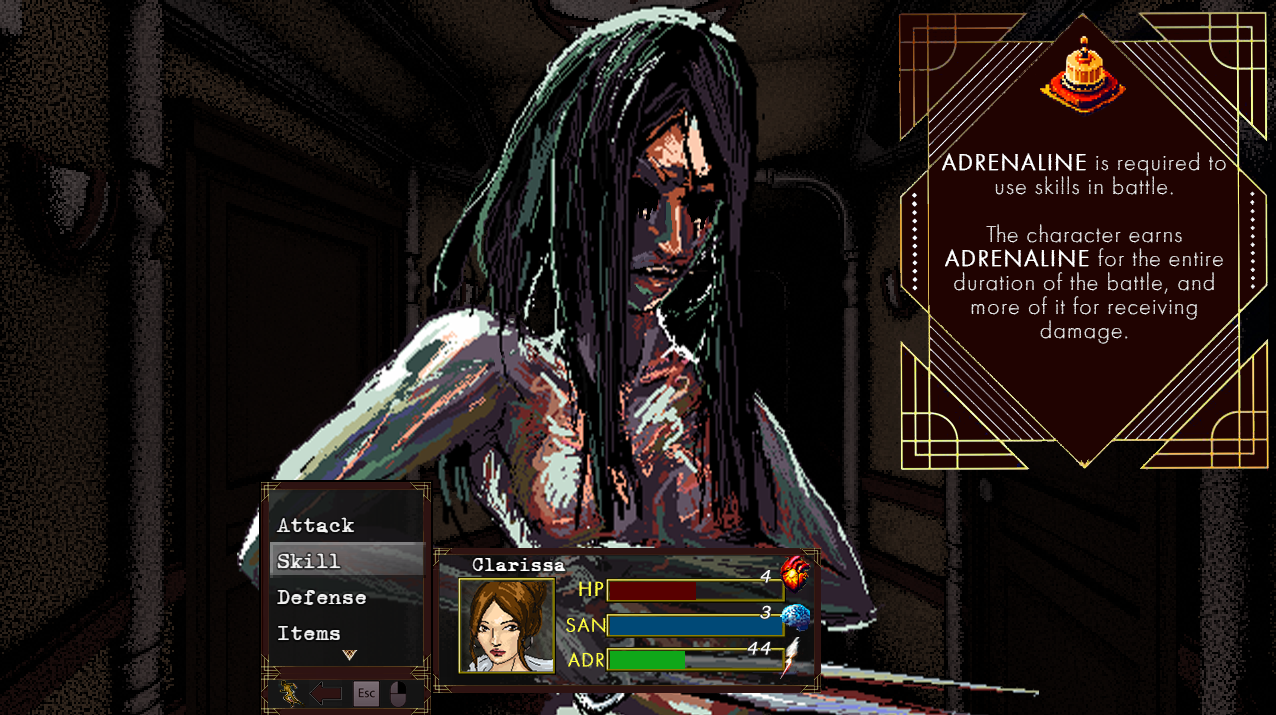 ADRENALINE is required to
use skills in battle.
The character earns
ADRENALINE for the entire
duration of the battle, and
more of it for receiving
damage.
Attack
Skill
Defense
Items
Esc
Clarissa
HP 4
SAN 3
ADR 44